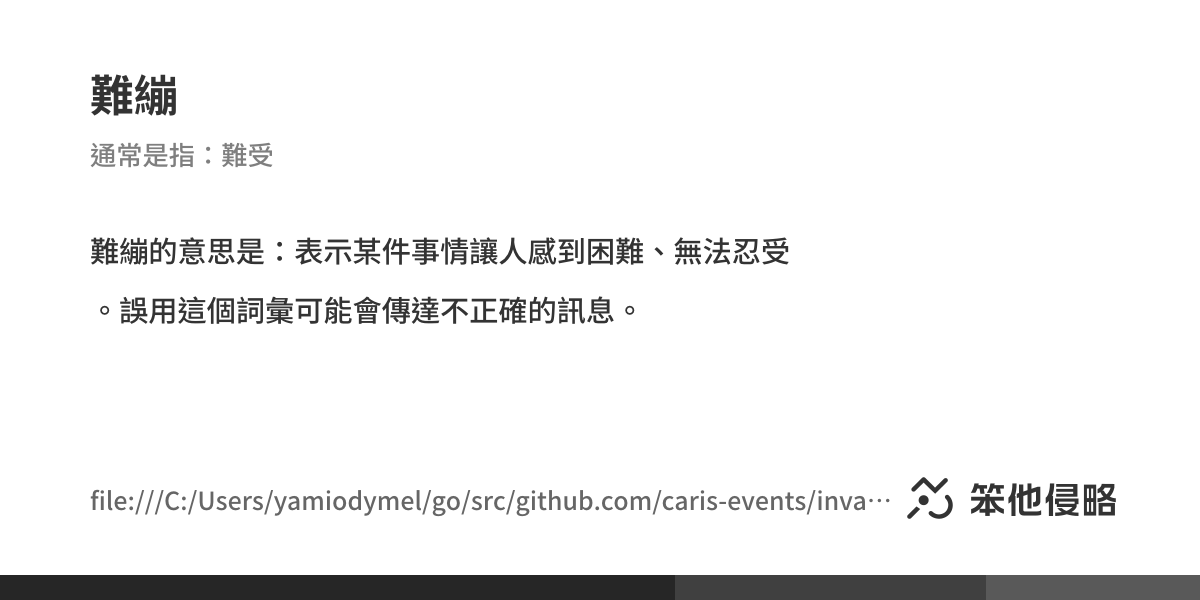 難繃
通常是指：難受
難繃的意思是：表示某件事情讓人感到困難、無法忍受
。誤用這個詞彙可能會傳達不正確的訊息。
file:///C:/Users/yamiodymel/go/src/github.com/caris-events/inva⋯
笨他侵略